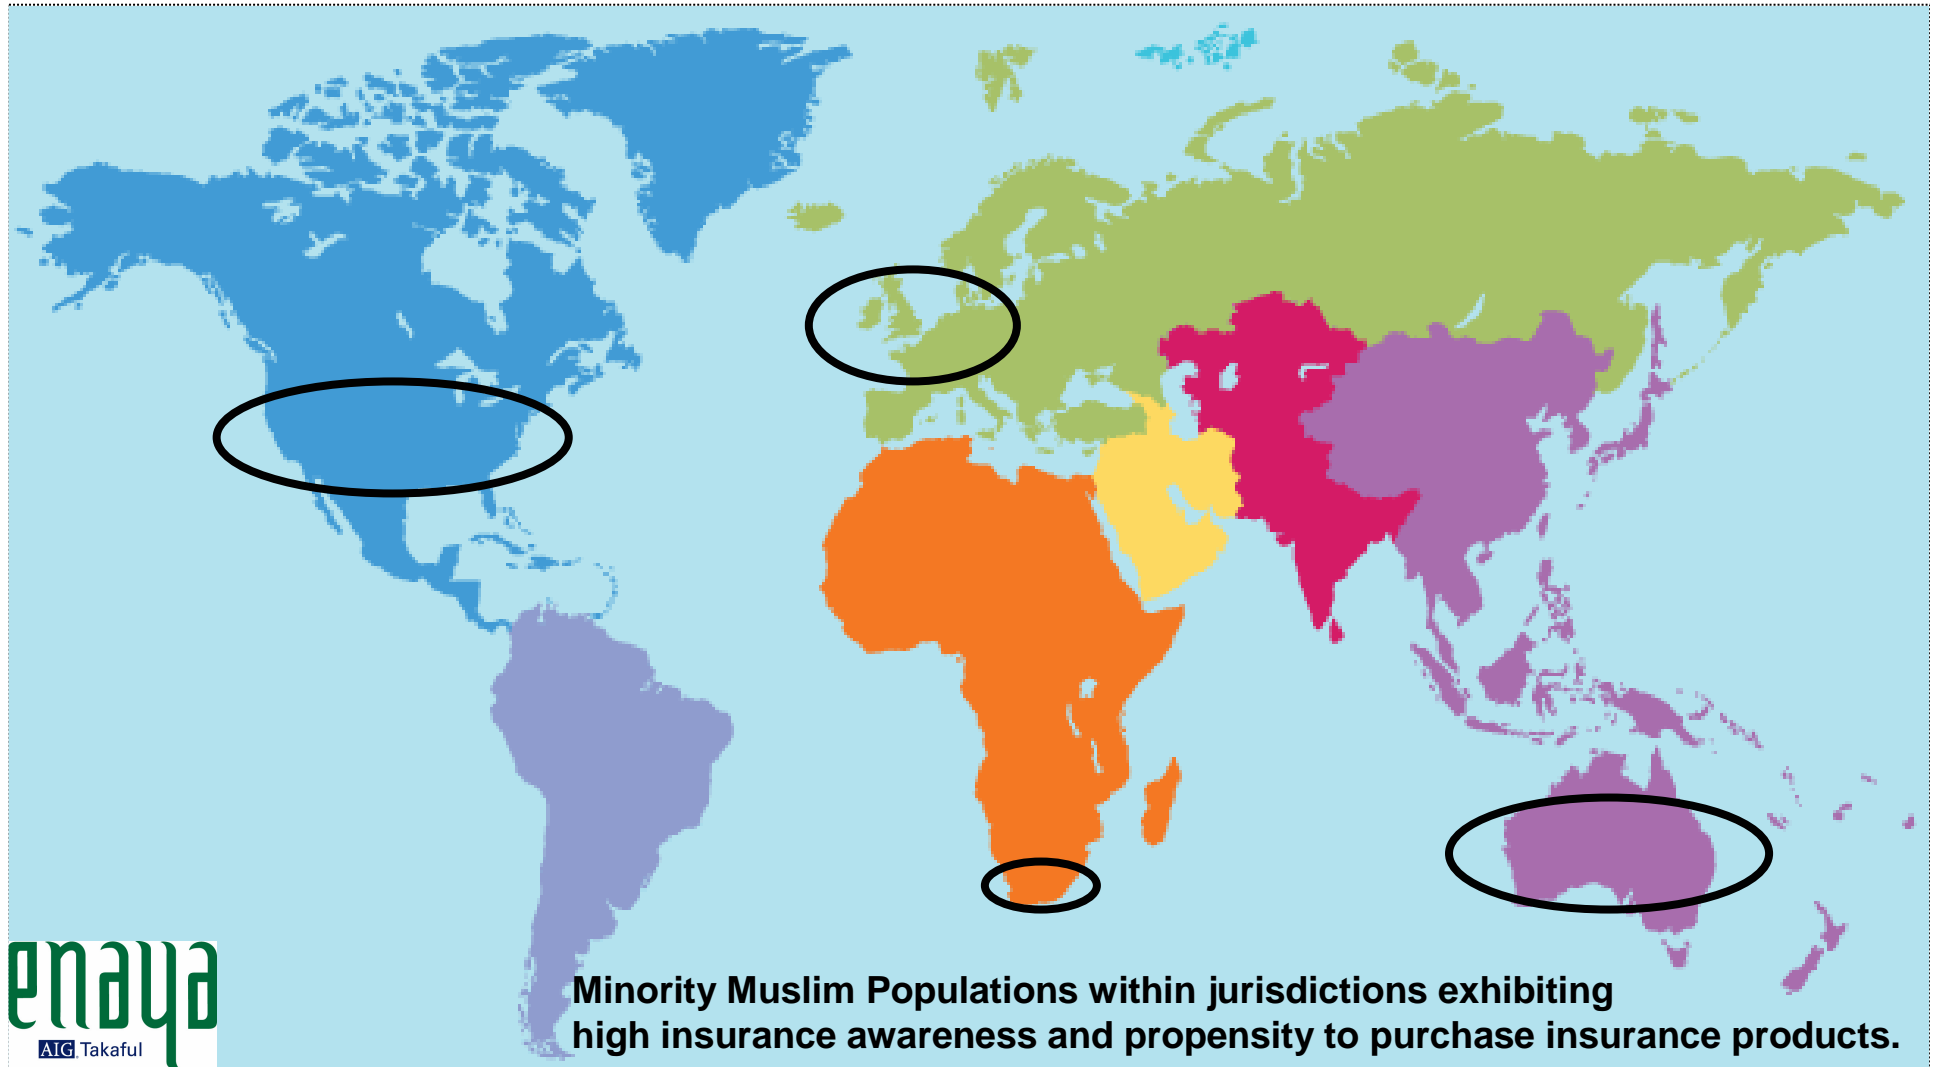 Minority Muslim Populations within jurisdictions exhibiting
high insurance awareness and propensity to purchase insurance products.
enaya
AIG Takaful